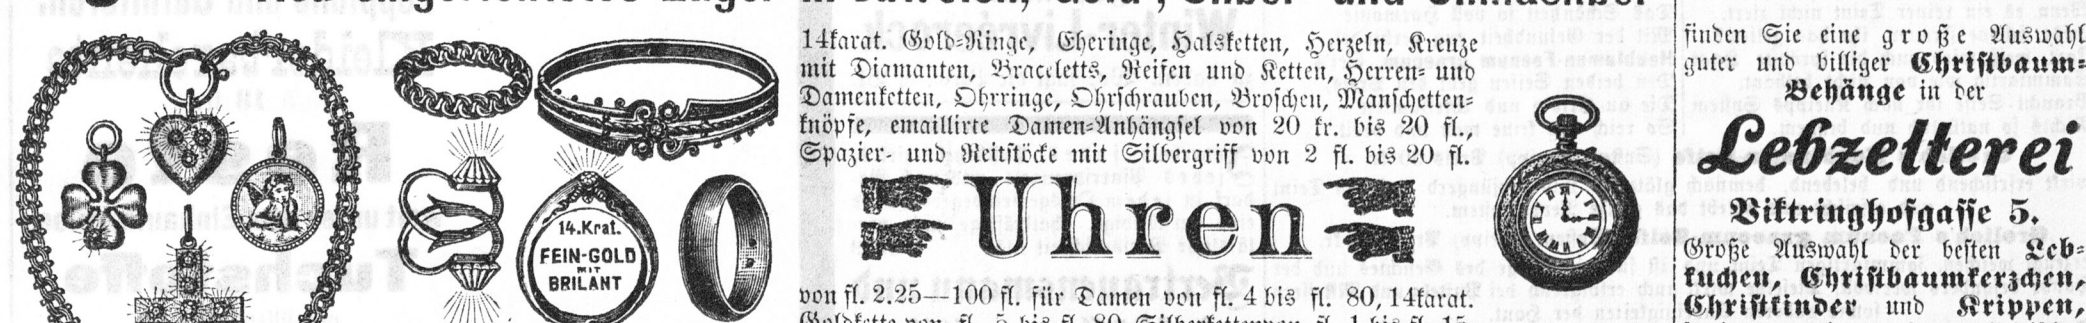 14karat. Gold-Ringe, Eheringe, Halsketten, Herzeln, Kreuze
mit Diamanten, Braceletts, Reifen und Ketten, Herren- und
Damenketten, Ohrringe, Ohrschrauben, Broschen, Manschetten-
knöpfe, emaillirte Damen-Anhängsel von 20 kr. bis 20 fl.,
Spazier- und Reitstöcke mit Silbergriff von 2 fl. bis 20 fl.
Uhren
von fl. 2.25—100 fl. für Damen von fl. 4 bis fl. 80, 14karat.
14. Krat.
FEIN-GOLD
MIT
BRILANT
finden Sie eine große Auswahl
guter und billiger Christbaum-
Behänge in der
Lebzelterei
Viktringhofgasse 5.
Große Auswahl der besten Leb-
kuchen, Christbaumkerzchen
Christkinder und Krippen,